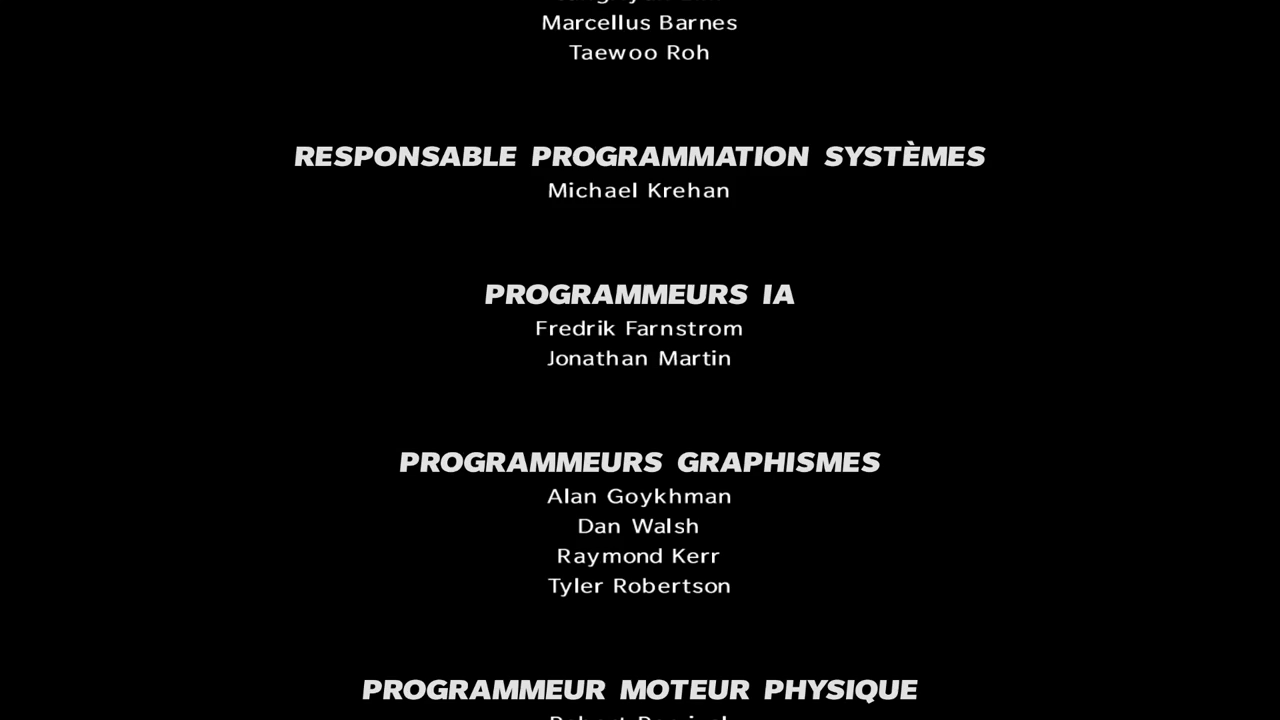 Marcellus Barnes
Taewoo Roh
RESPONSABLE PROGRAMMATION SYSTÈMES
Michael Krehan
PROGRAMMEURS IA
Fredrik Farnstrom
Jonathan Martin
PROGRAMMEURS GRAPHISMES
Alan Goykhman
Dan Walsh
Raymond Kerr
Tyler Robertson
PROGRAMMEUR MOTEUR PHYSIQUE